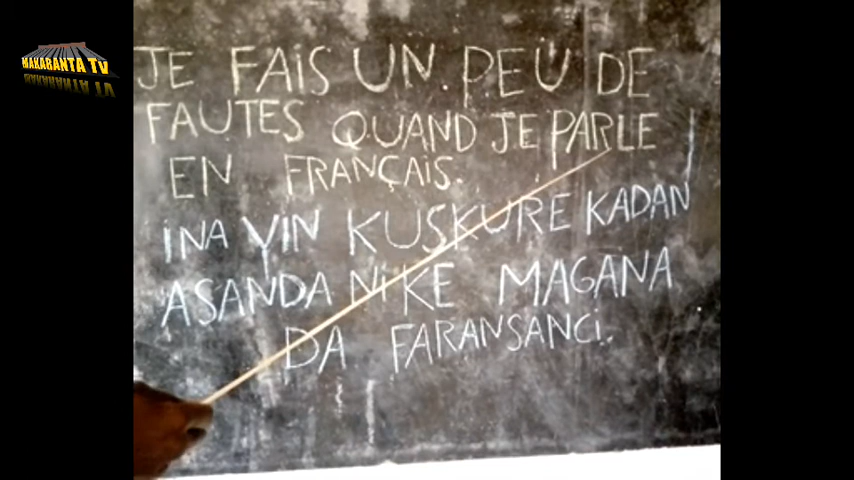 MAKARANTA TV
JE FAIS UN PEU DE
FAUTES QUAND JE PARLE
EN FRANÇAIS.
INA YIN KUSKURE KADAN
ASANDA NIKE MAGANA
DA FARANSANCI.